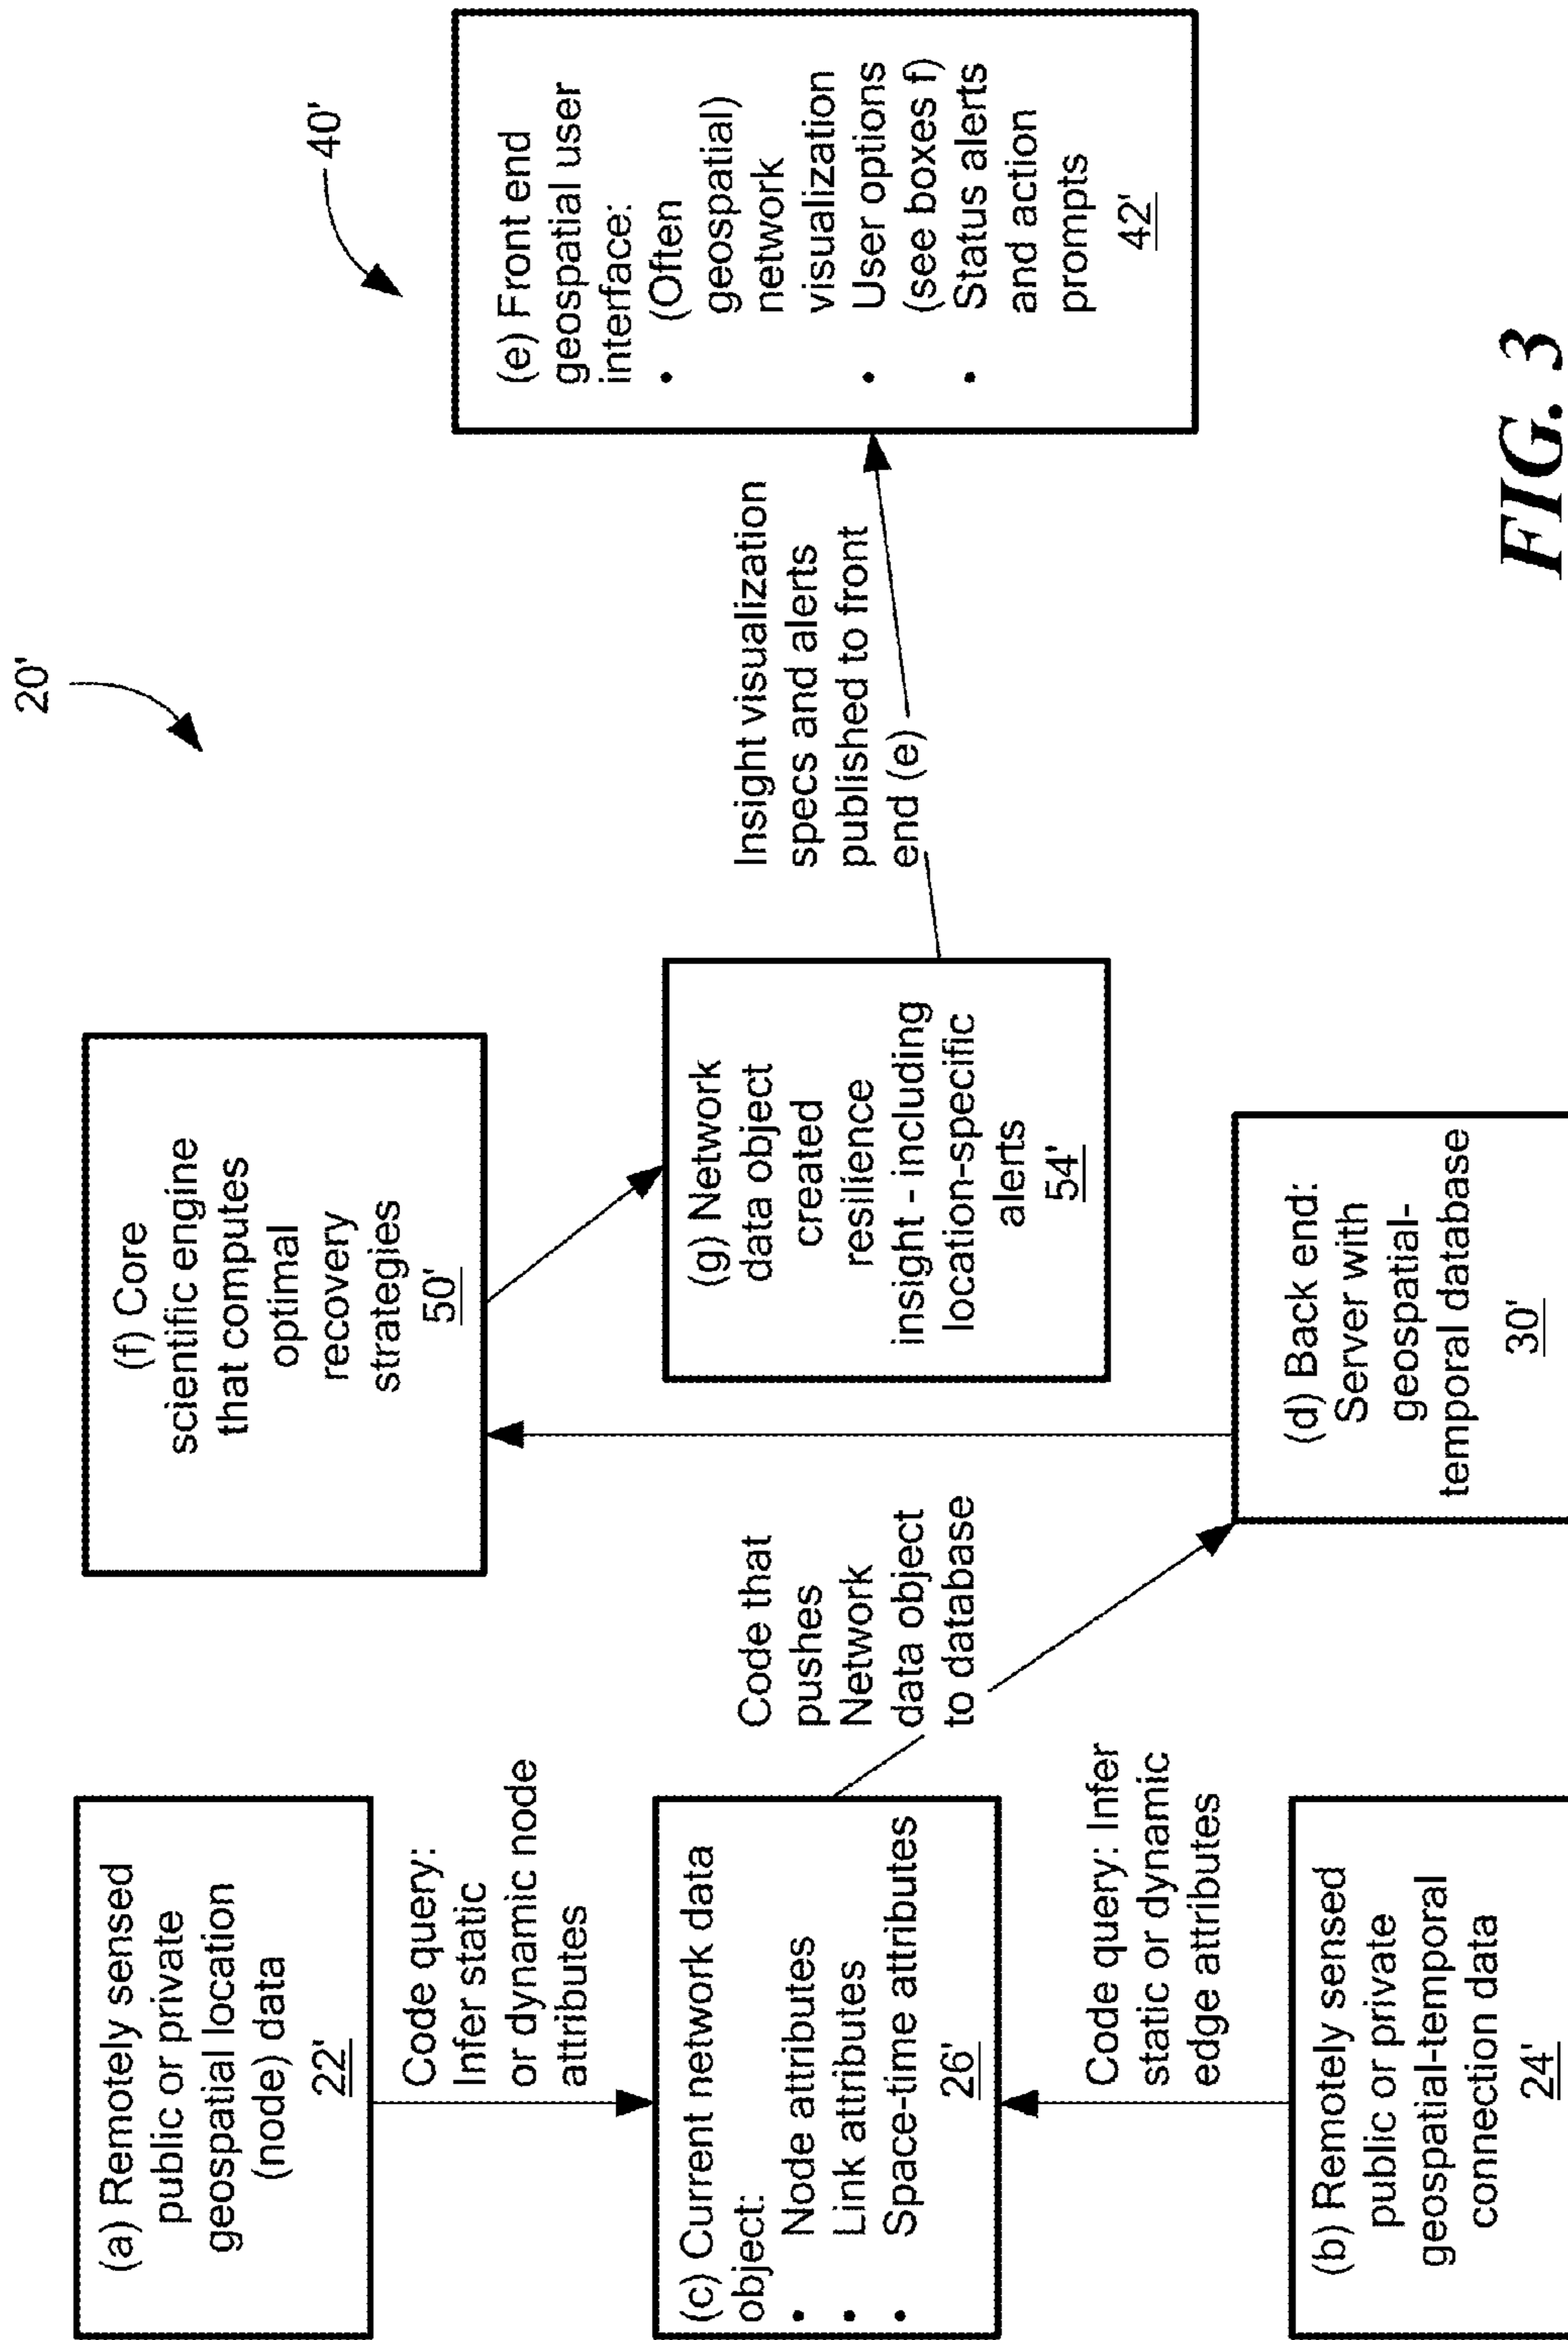 20'
40'
(a) Remotely sensed
public or private
geospatial location
(node) data
22'
Code query:
Infer static
or dynamic node
attributes
(c) Current network data
object:
• Node attributes
• Link attributes
• Space-time attributes
26'
Code query: Infer
static or dynamic
edge attributes
(b) Remotely sensed
public or private
geospatial-temporal
connection data
24'
Code that
pushes
Network
data object
to database
(f) Core
scientific engine
that computes
optimal
recovery
strategies
50'
(g) Network
data object
created
resilience
insight - including
location-specific
alerts
54'
(d) Back end:
Server with
geospatial-
temporal database
30'
Insight visualization
specs and alerts
published to front
end (e)
(e) Front end
geospatial user
interface:
• (Often
geospatial)
network
visualization
• User options
(see boxes f)
• Status alerts
and action
prompts
42'
FIG. 3